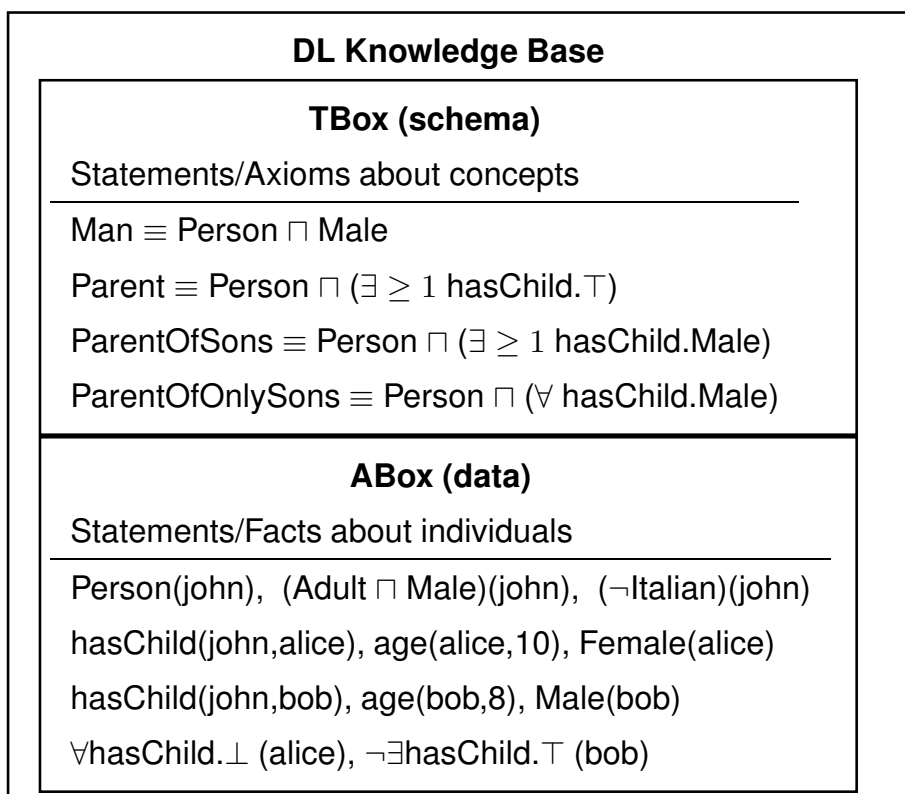 DL Knowledge Base
TBox (schema)
Statements/Axioms about concepts
Man ≡ Person ⊓ Male
Parent ≡ Person ⊓ (∃ ≥ 1 hasChild.⊤)
ParentOfSons ≡ Person ⊓ (∃ ≥ 1 hasChild.Male)
ParentOfOnlySons ≡ Person ⊓ (∀ hasChild.Male)
ABox (data)
Statements/Facts about individuals
Person(john), (Adult ⊓ Male)(john), (¬Italian)(john)
hasChild(john,alice), age(alice,10), Female(alice)
hasChild(john,bob), age(bob,8), Male(bob)
∀hasChild.⊥ (alice), ¬∃hasChild.⊤ (bob)